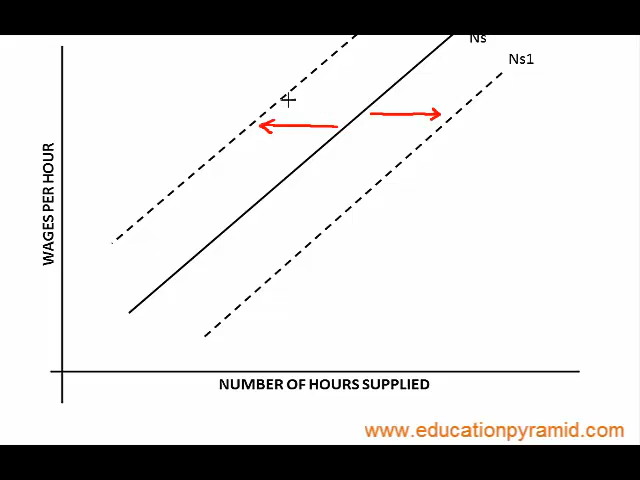 Ns
Ns1
WAGES PER HOUR
NUMBER OF HOURS SUPPLIED
www.educationpyramid.com